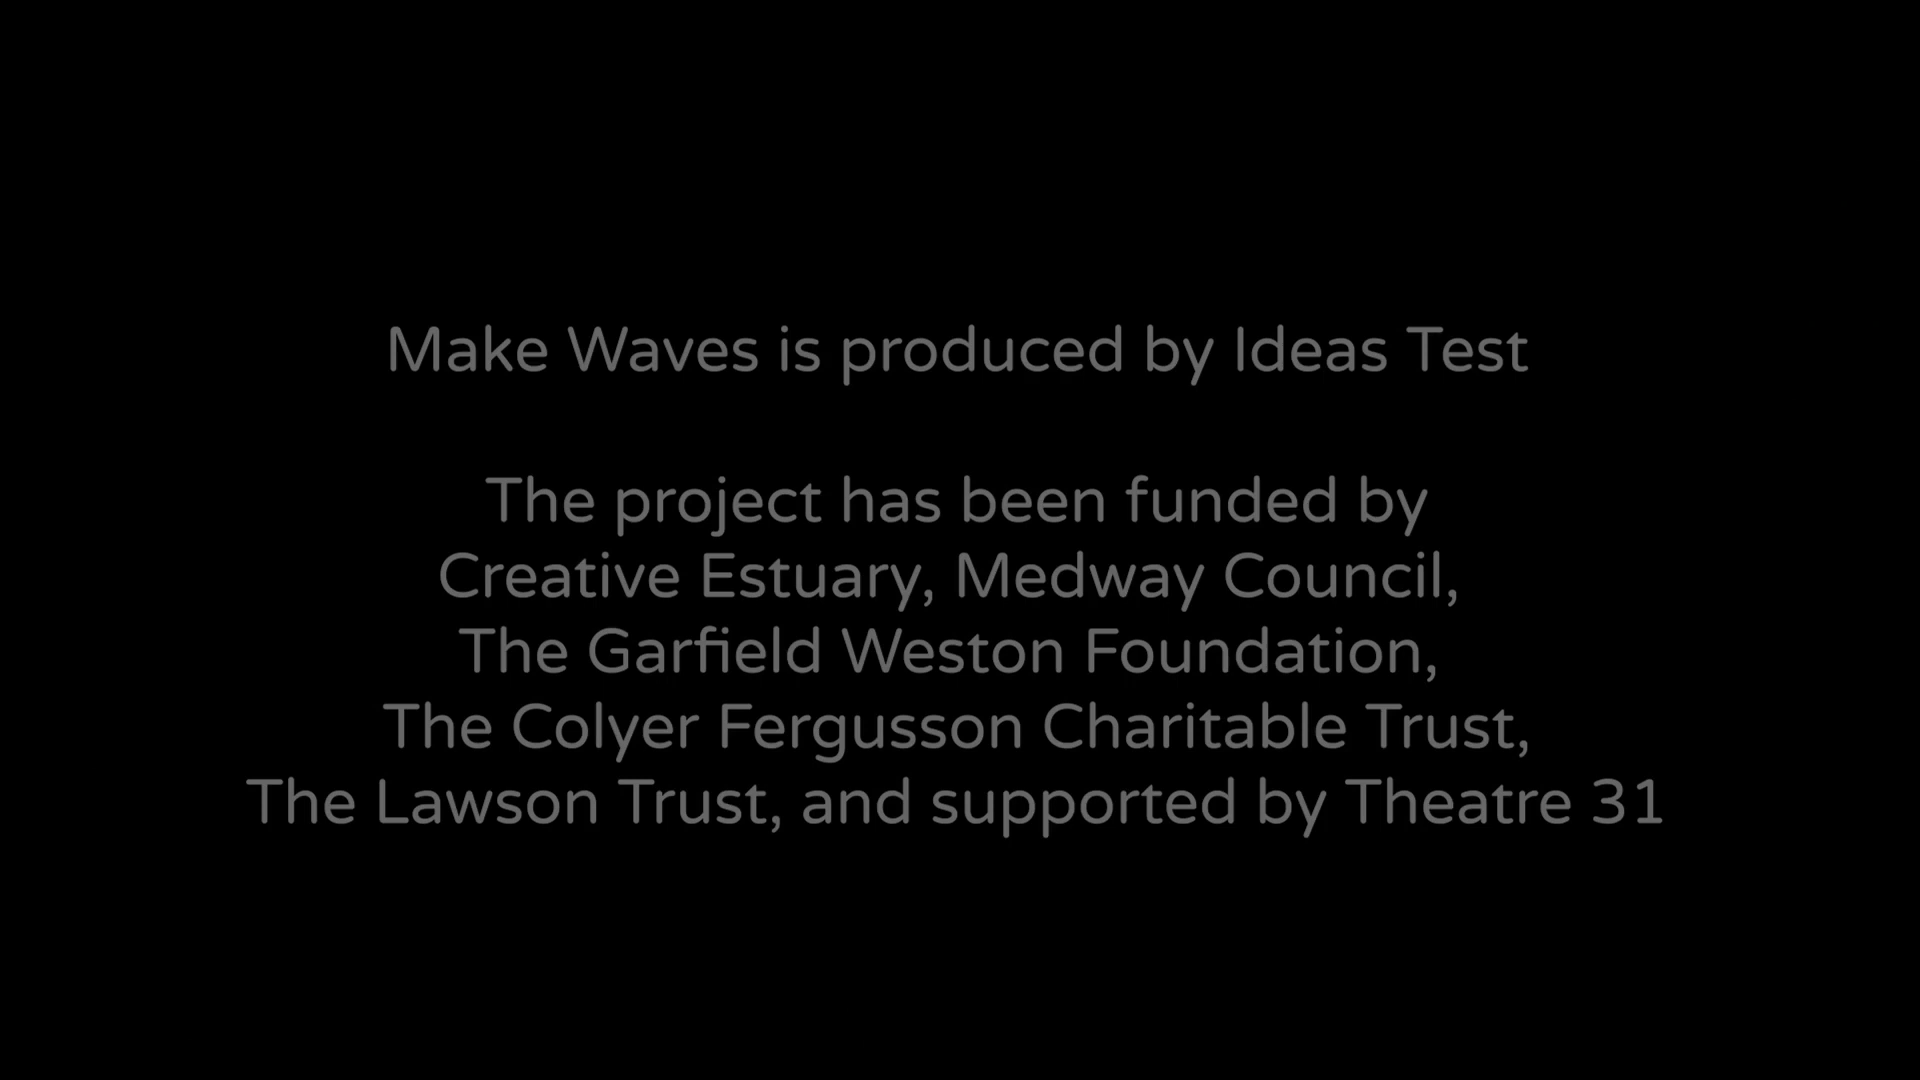 Make Waves is produced by Ideas Test
The project has been funded by
Creative Estuary, Medway Council,
The Garfield Weston Foundation,
The Colyer Fergusson Charitable Trust,
The Lawson Trust, and supported by Theatre 31